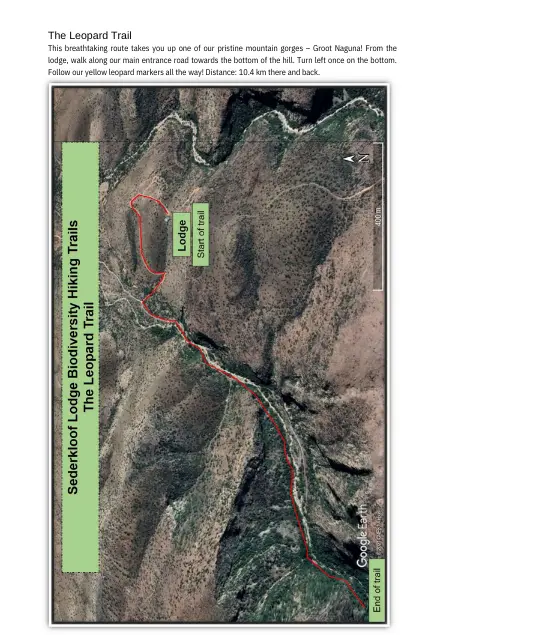 The Leopard Trail
This breathtaking route takes you up one of our pristine mountain gorges – Groot Naguna! From the
lodge, walk along our main entrance road towards the bottom of the hill. Turn left once on the bottom.
Follow our yellow leopard markers all the way! Distance: 10.4 km there and back.
Sederkloof Lodge Biodiversity Hiking Trails
The Leopard Trail
N
Lodge
Start of trail
Google Earth
End of trail